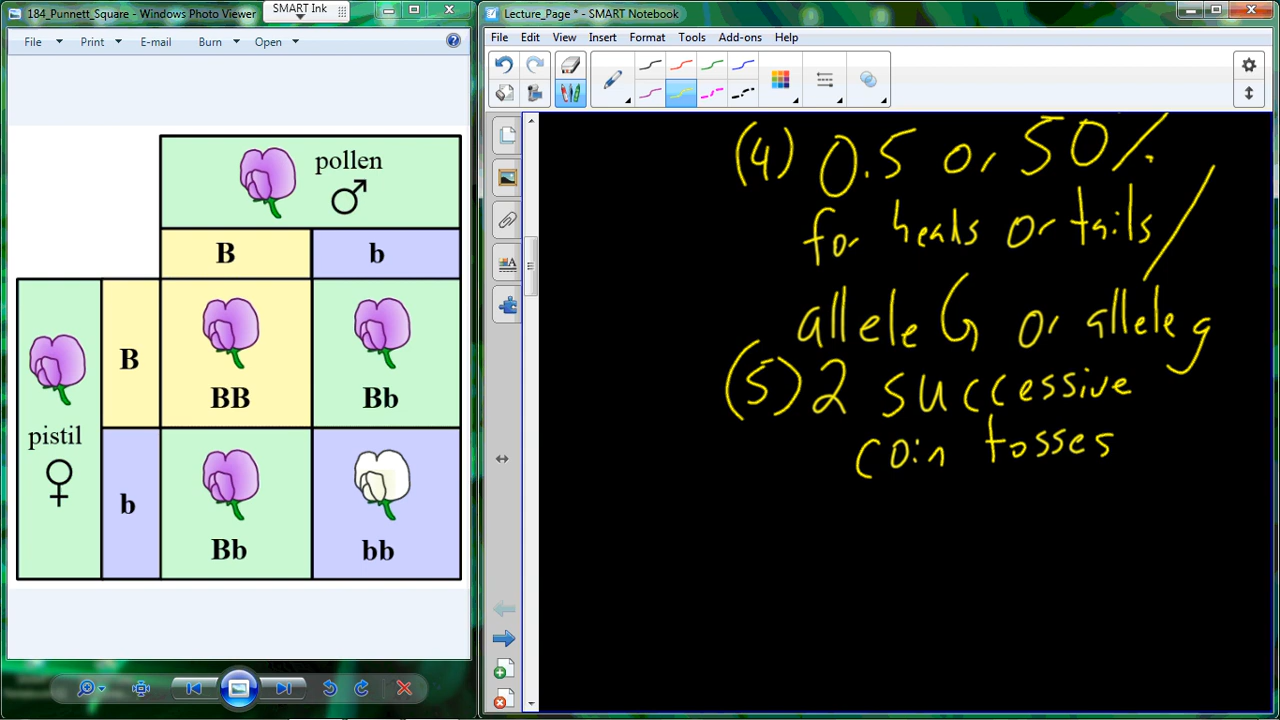 184_Punnett_Square - Windows Photo Viewer
SMART Ink
File Print E-mail Burn Open
pollen
♂
B b
pistil
♀
B
b
BB Bb
Bb bb
Lecture_Page * - SMART Notebook
File Edit View Insert Format Tools Add-ons Help
(4) 0.5 or 50%
for heads or tails /
allele G or allele g
(5) 2 successive
coin tosses